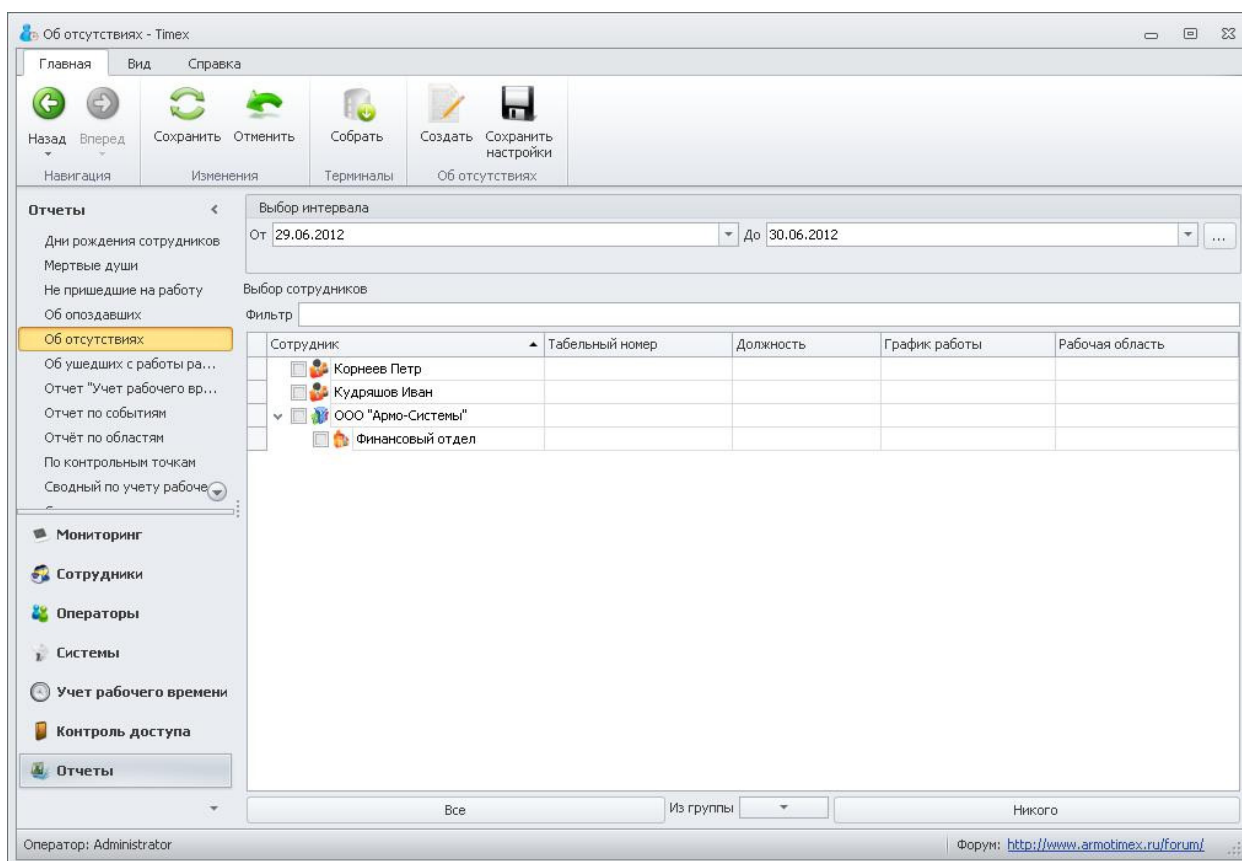 Об отсутствиях - Timex
Главная Вид Справка
Назад Вперед Сохранить Отменить Собрать Создать Сохранить настройки
Навигация Изменения Терминалы Об отсутствиях
Отчеты
Дни рождения сотрудников
Мертвые души
Не пришедшие на работу
Об опоздавших
Об отсутствиях
Об ушедших с работы ра...
Отчет "Учет рабочего вр...
Отчет по событиям
Отчёт по областям
По контрольным точкам
Сводный по учету рабоче
Мониторинг
Сотрудники
Операторы
Системы
Учет рабочего времени
Контроль доступа
Отчеты
Выбор интервала
От 29.06.2012 До 30.06.2012 ...
Выбор сотрудников
Фильтр
Сотрудник Табельный номер Должность График работы Рабочая область
Корнеев Петр
Кудряшов Иван
ООО "Армо-Системы"
Финансовый отдел
Все Из группы Никого
Оператор: Administrator Форум: http://www.armotimex.ru/forum/